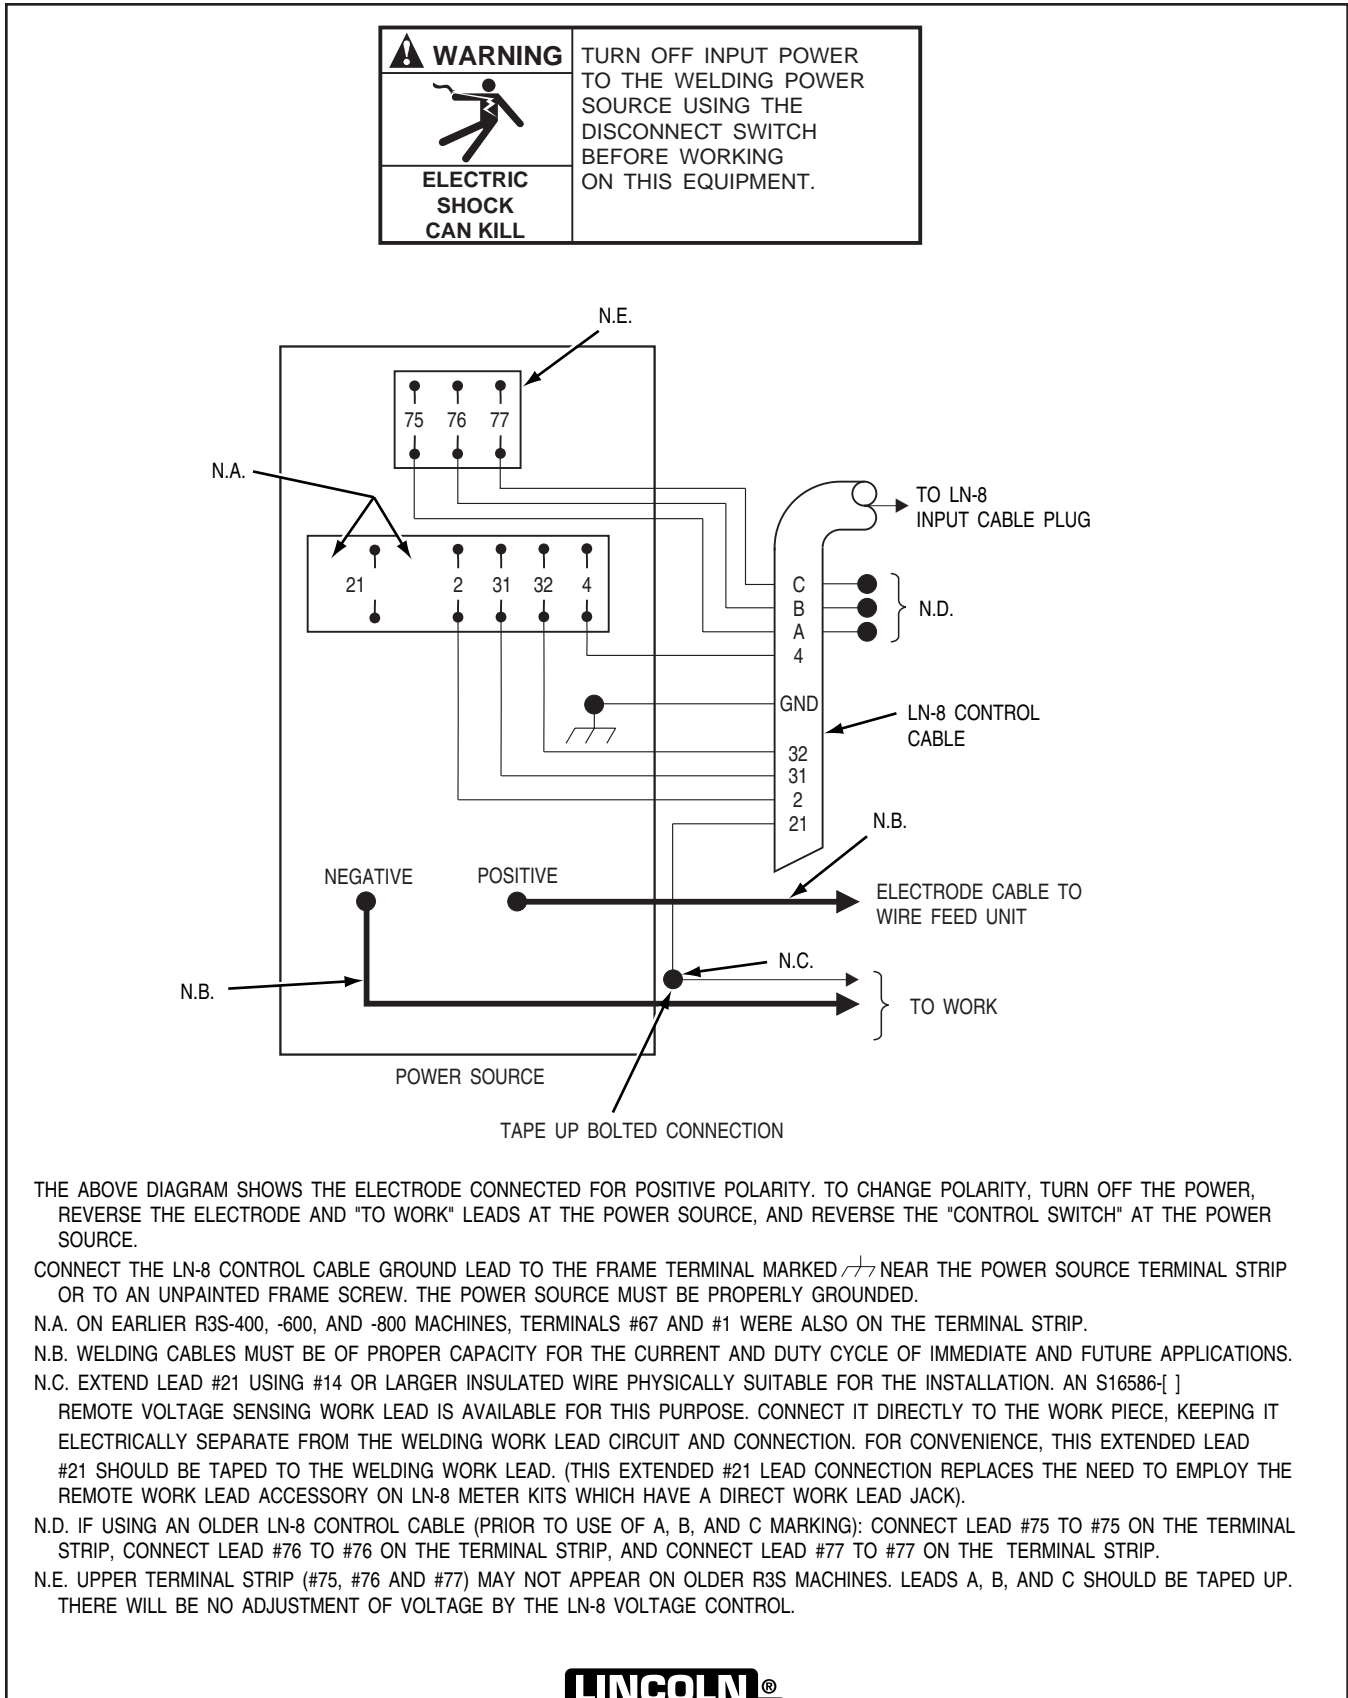 WARNING
ELECTRIC
SHOCK
CAN KILL
TURN OFF INPUT POWER
TO THE WELDING POWER
SOURCE USING THE
DISCONNECT SWITCH
BEFORE WORKING
ON THIS EQUIPMENT.
N.E.
75 76 77
N.A.
TO LN-8
INPUT CABLE PLUG
21 2 31 32 4
C
B
A
N.D.
4
GND
LN-8 CONTROL
CABLE
32
31
2
21
N.B.
NEGATIVE POSITIVE
ELECTRODE CABLE TO
WIRE FEED UNIT
N.C.
N.B.
TO WORK
POWER SOURCE
TAPE UP BOLTED CONNECTION
THE ABOVE DIAGRAM SHOWS THE ELECTRODE CONNECTED FOR POSITIVE POLARITY. TO CHANGE POLARITY, TURN OFF THE POWER,
REVERSE THE ELECTRODE AND "TO WORK" LEADS AT THE POWER SOURCE, AND REVERSE THE "CONTROL SWITCH" AT THE POWER
SOURCE.
CONNECT THE LN-8 CONTROL CABLE GROUND LEAD TO THE FRAME TERMINAL MARKED NEAR THE POWER SOURCE TERMINAL STRIP
OR TO AN UNPAINTED FRAME SCREW. THE POWER SOURCE MUST BE PROPERLY GROUNDED.
N.A. ON EARLIER R3S-400, -600, AND -800 MACHINES, TERMINALS #67 AND #1 WERE ALSO ON THE TERMINAL STRIP.
N.B. WELDING CABLES MUST BE OF PROPER CAPACITY FOR THE CURRENT AND DUTY CYCLE OF IMMEDIATE AND FUTURE APPLICATIONS.
N.C. EXTEND LEAD #21 USING #14 OR LARGER INSULATED WIRE PHYSICALLY SUITABLE FOR THE INSTALLATION. AN S16586-[ ]
REMOTE VOLTAGE SENSING WORK LEAD IS AVAILABLE FOR THIS PURPOSE. CONNECT IT DIRECTLY TO THE WORK PIECE, KEEPING IT
ELECTRICALLY SEPARATE FROM THE WELDING WORK LEAD CIRCUIT AND CONNECTION. FOR CONVENIENCE, THIS EXTENDED LEAD
#21 SHOULD BE TAPED TO THE WELDING WORK LEAD. (THIS EXTENDED #21 LEAD CONNECTION REPLACES THE NEED TO EMPLOY THE
REMOTE WORK LEAD ACCESSORY ON LN-8 METER KITS WHICH HAVE A DIRECT WORK LEAD JACK).
N.D. IF USING AN OLDER LN-8 CONTROL CABLE (PRIOR TO USE OF A, B, AND C MARKING): CONNECT LEAD #75 TO #75 ON THE TERMINAL
STRIP, CONNECT LEAD #76 TO #76 ON THE TERMINAL STRIP, AND CONNECT LEAD #77 TO #77 ON THE TERMINAL STRIP.
N.E. UPPER TERMINAL STRIP (#75, #76 AND #77) MAY NOT APPEAR ON OLDER R3S MACHINES. LEADS A, B, AND C SHOULD BE TAPED UP.
THERE WILL BE NO ADJUSTMENT OF VOLTAGE BY THE LN-8 VOLTAGE CONTROL.
LINCOLN®